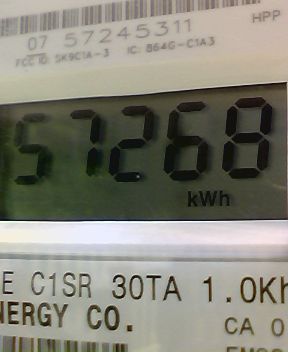 HPP
07 57245311
FCC ID: SK9C1A-3 IC: 864G-C1A3
57268
kWh
E C1SR 30TA 1.0Kh
NERGY CO.
CA 0